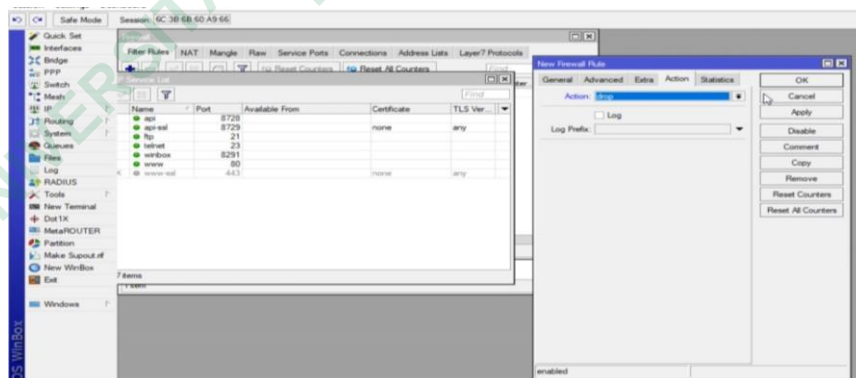 Safe Mode Session: 6C:3B:6B:60:A9:66
Quick Set
Interfaces
Bridge
PPP
Switch
Mesh
IP
Routing
System
Queues
Files
Log
RADIUS
Tools
New Terminal
Dot1X
MetaROUTER
Partition
Make Supout.rif
New WinBox
Exit
Windows
Filter Rules NAT Mangle Raw Service Ports Connections Address Lists Layer7 Protocols
Reset Counters Reset All Counters Find
Service List
Find
Name Port Available From Certificate TLS Ver...
api 8728
api-ssl 8729 none any
ftp 21
telnet 23
winbox 8291
www 80
X www-ssl 443 none any
7 items
1 item
New Firewall Rule
General Advanced Extra Action Statistics
Action: drop
Log
Log Prefix:
OK
Cancel
Apply
Disable
Comment
Copy
Remove
Reset Counters
Reset All Counters
enabled
OS WinBox